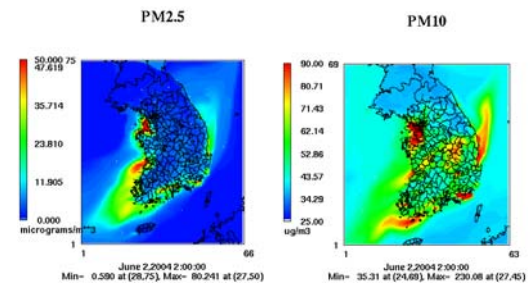 PM2.5
PM10
50.000 75
47.619
35.714
23.810
11.905
0.000
micrograms/m**3
1
1 66
June 2,2004 2:00:00
Min= 0.590 at (28,75), Max= 80.241 at (27,50)
90.00 69
80.71
71.43
62.14
52.86
43.57
34.29
25.00
ug/m3
1
1 63
June 2,2004 2:00:00
Min= 35.31 at (24,69), Max= 230.08 at (27,45)